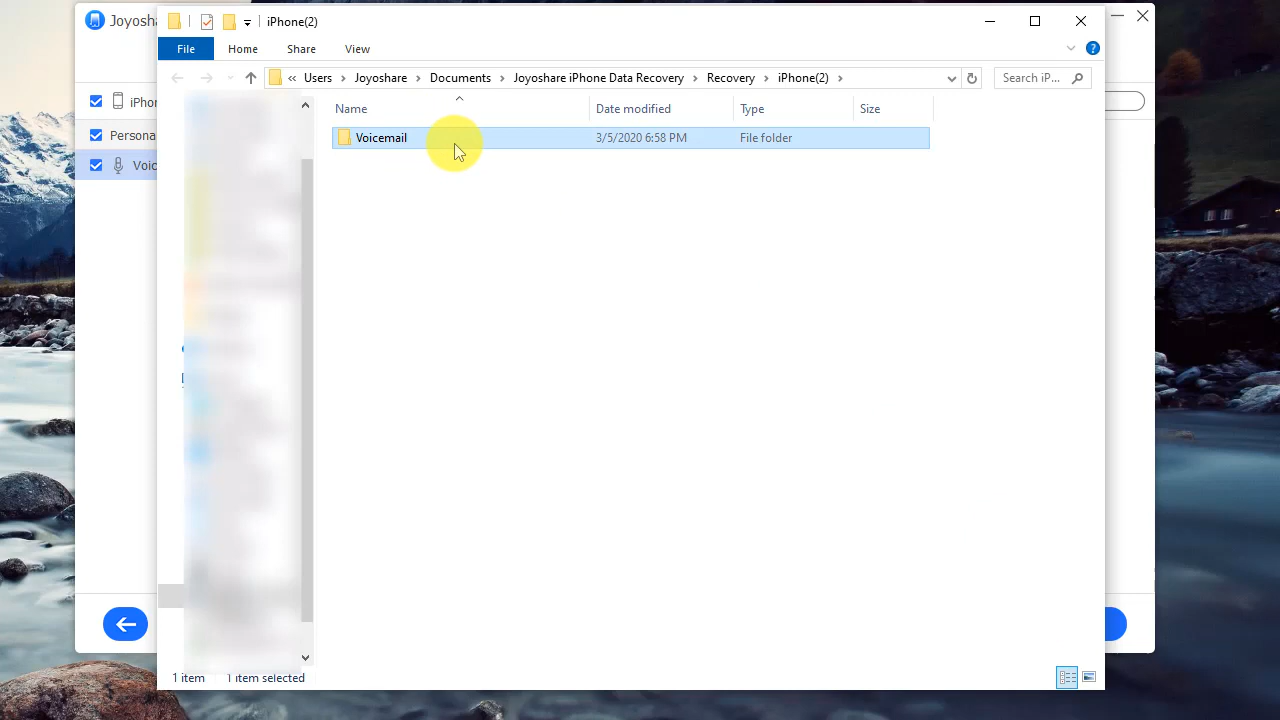 Joyosha
iPhone(2)
File Home Share View
Users Joyoshare Documents Joyoshare iPhone Data Recovery Recovery iPhone(2)
Search iP...
iPhon
Name Date modified Type Size
Persona
Voicemail 3/5/2020 6:58 PM File folder
Voic
1 item 1 item selected